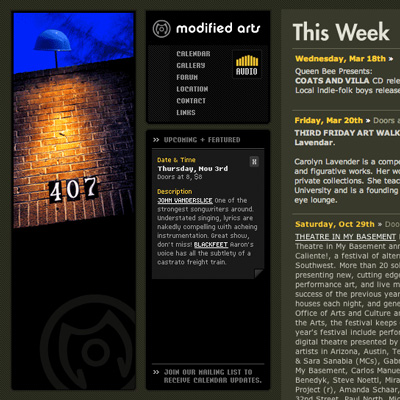 407
modified arts
CALENDAR
GALLERY
FORUM
LOCATION
CONTACT
LINKS
AUDIO
» UPCOMING + FEATURED
Date & Time
Thursday, Nov 3rd
Doors at 8, $8
x
Description
JOHN VANDERSLICE One of the
strongest songwriters around.
Understated singing, lyrics are
nakedly compelling with acheing
instrumentation. Great show,
don't miss! BLACKFEET Aaron's
voice has all the subtlety of a
castrato freight train.
» JOIN OUR MAILING LIST TO
RECEIVE CALENDAR UPDATES.
This Week
Wednesday, Mar 18th »
Queen Bee Presents:
COATS AND VILLA CD rele
Local indie-folk boys release
Friday, Mar 20th » Doors a
THIRD FRIDAY ART WALK
Lavendar.
Carolyn Lavender is a compe
and figurative works. Her wo
private collections. She teac
University and is a founding
eye lounge.
Saturday, Oct 29th » Doors
THEATRE IN MY BASEMENT
Theatre in My Basement ann
Caliente!, a festival of alter
Southwest. More than 20 so
presenting new, cutting edge
performance art, and live m
success of the previous year
houses each night, and gene
Office of Arts and Culture a
the Arts, the festival keeps
year's festival include perfor
digital theatre presented by
artists in Arizona, Austin, Te
& Sara Sanabia (MCs), Gab
My Basement, Carlos Manue
Benedyk, Steve Noetti, Mira
Project (r), Amanda Schaar,
32nd Street, Paul North, Mic